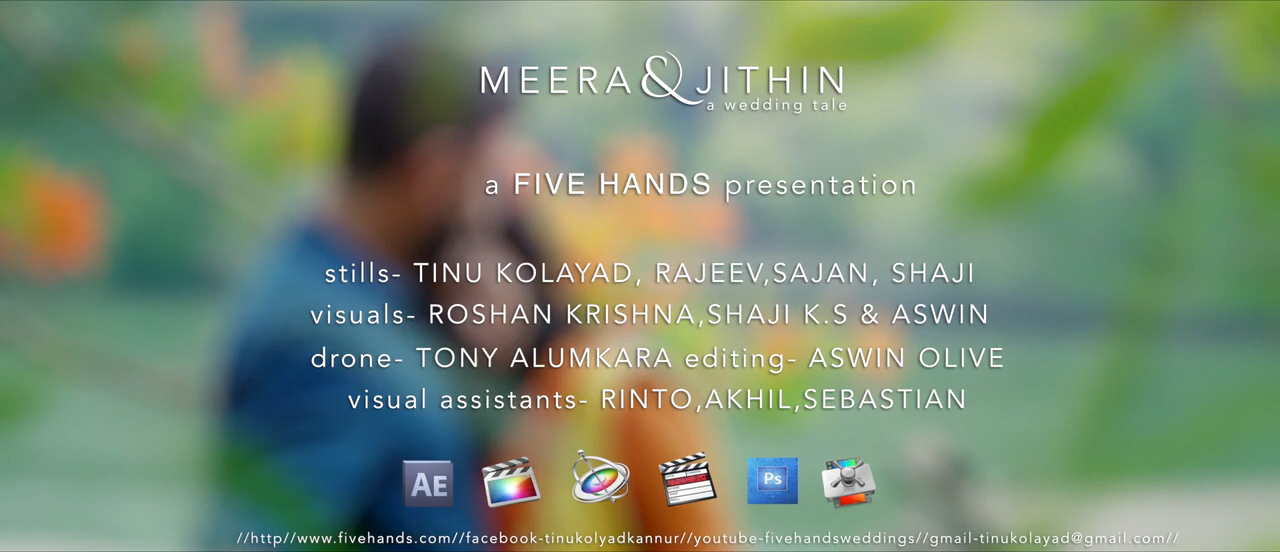 MEERA & JITHIN
a wedding tale
a FIVE HANDS presentation
stills- TINU KOLAYAD, RAJEEV,SAJAN, SHAJI
visuals- ROSHAN KRISHNA,SHAJI K.S & ASWIN
drone- TONY ALUMKARA editing- ASWIN OLIVE
visual assistants- RINTO,AKHIL,SEBASTIAN
AE
Ps
//http//www.fivehands.com//facebook-tinukolyadkannur//youtube-fivehandsweddings//gmail-tinukolayad@gmail.com//